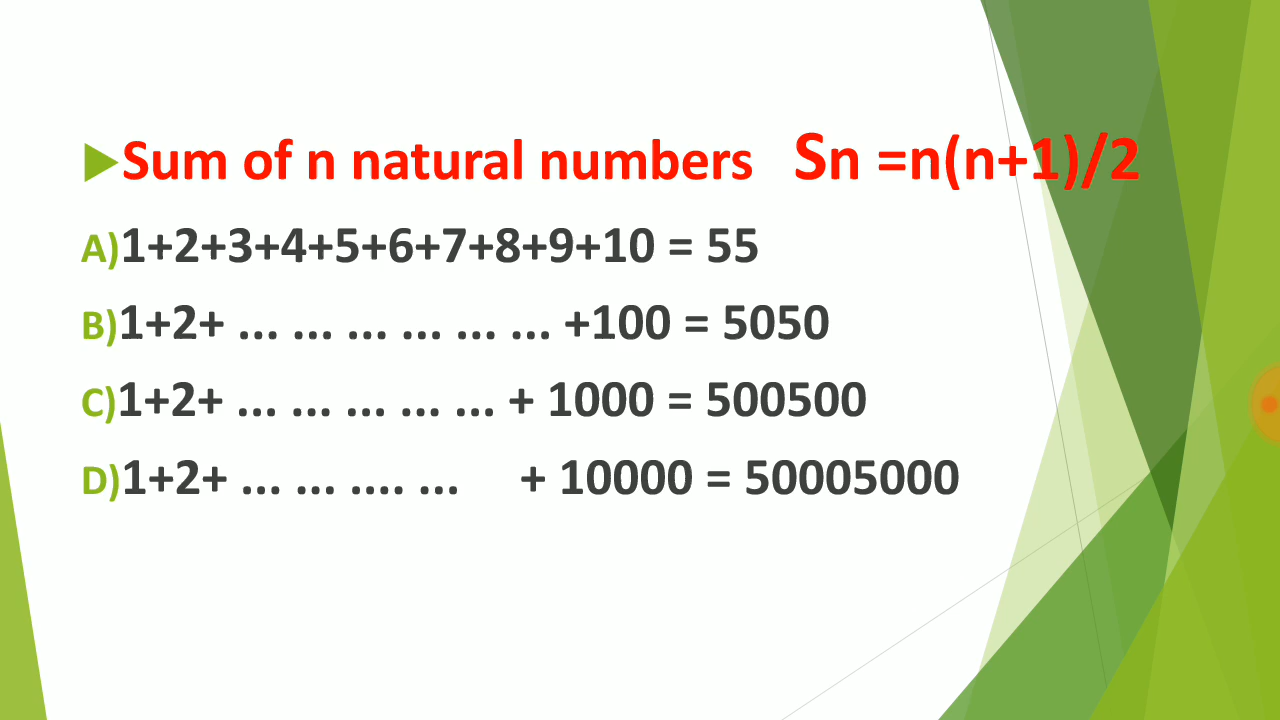 Sum of n natural numbers Sn =n(n+1)/2
A)1+2+3+4+5+6+7+8+9+10 = 55
B)1+2+ ... ... ... ... ... ... +100 = 5050
C)1+2+ ... ... ... ... ... + 1000 = 500500
D)1+2+ ... ... .... ... + 10000 = 50005000